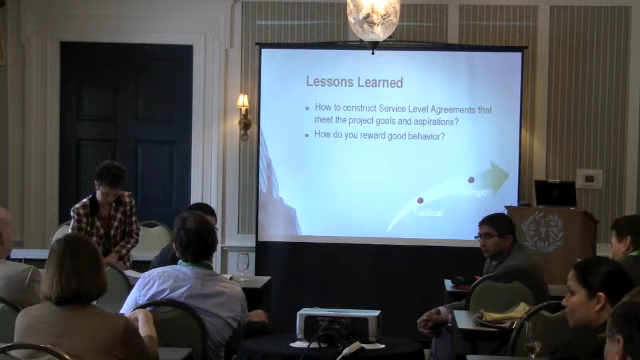 Lessons Learned
How to construct Service Level Agreements that
meet the project goals and aspirations?
How do you reward good behavior?
Tactical